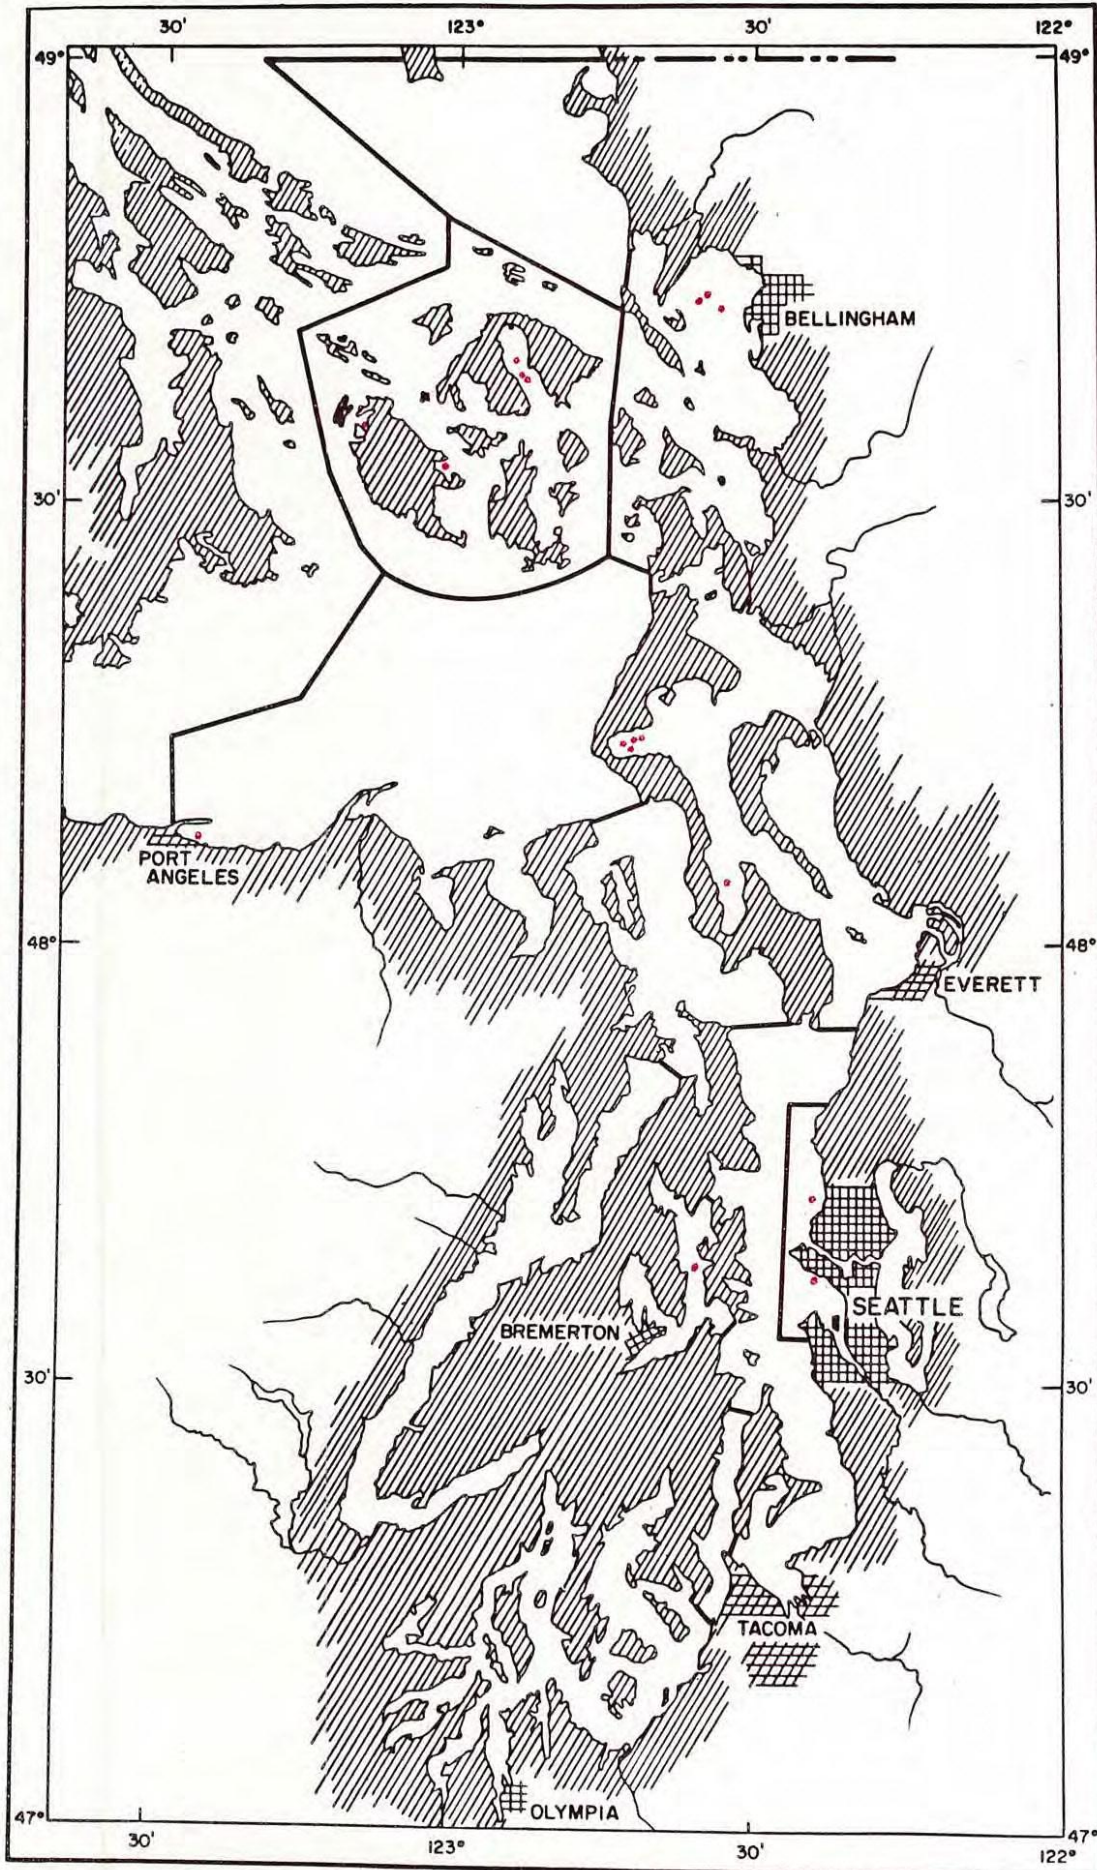 30'
123°
30'
122°
49°
49°
BELLINGHAM
30'
30'
PORT
ANGELES
48°
48°
EVERETT
SEATTLE
BREMERTON
30'
30'
TACOMA
OLYMPIA
47°
47°
30'
123°
30'
122°